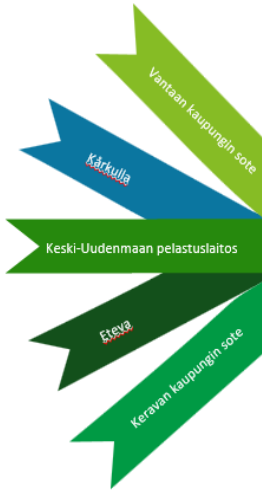 Vantaan kaupungin sote
Kårkulla
Keski-Uudenmaan pelastuslaitos
Eteva
Keravan kaupungin sote